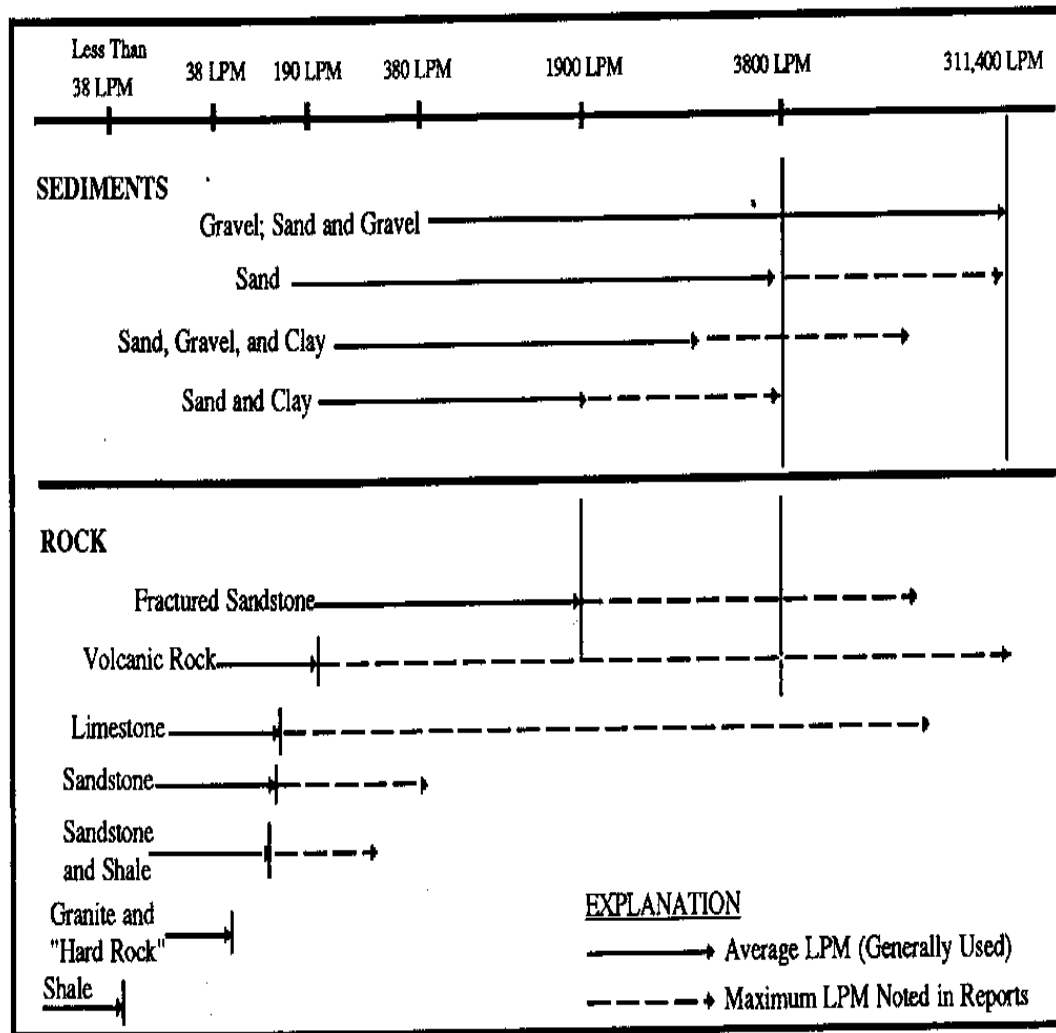 Less Than
38 LPM
38 LPM
190 LPM
380 LPM
1900 LPM
3800 LPM
311,400 LPM
SEDIMENTS
Gravel; Sand and Gravel
Sand
Sand, Gravel, and Clay
Sand and Clay
ROCK
Fractured Sandstone
Volcanic Rock
Limestone
Sandstone
Sandstone
and Shale
Granite and
"Hard Rock"
Shale
EXPLANATION
Average LPM (Generally Used)
Maximum LPM Noted in Reports